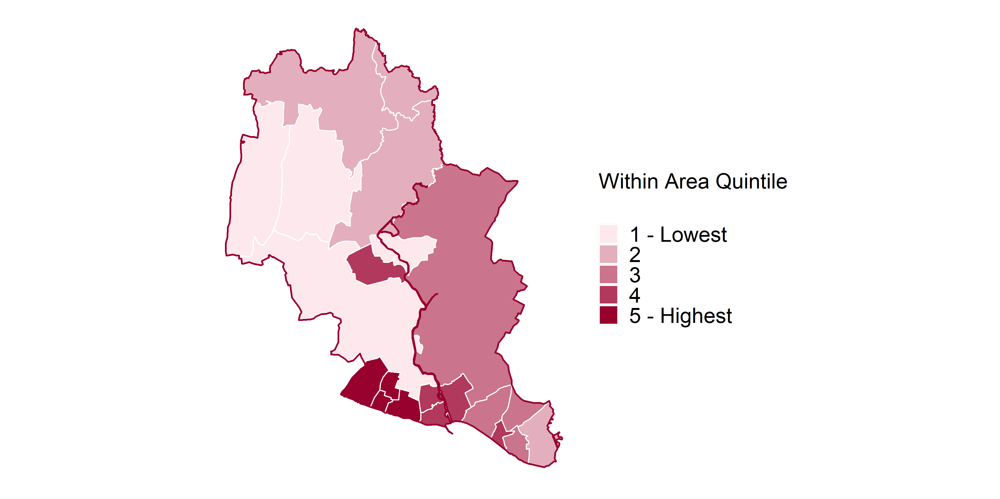 Within Area Quintile
1 - Lowest
2
3
4
5 - Highest